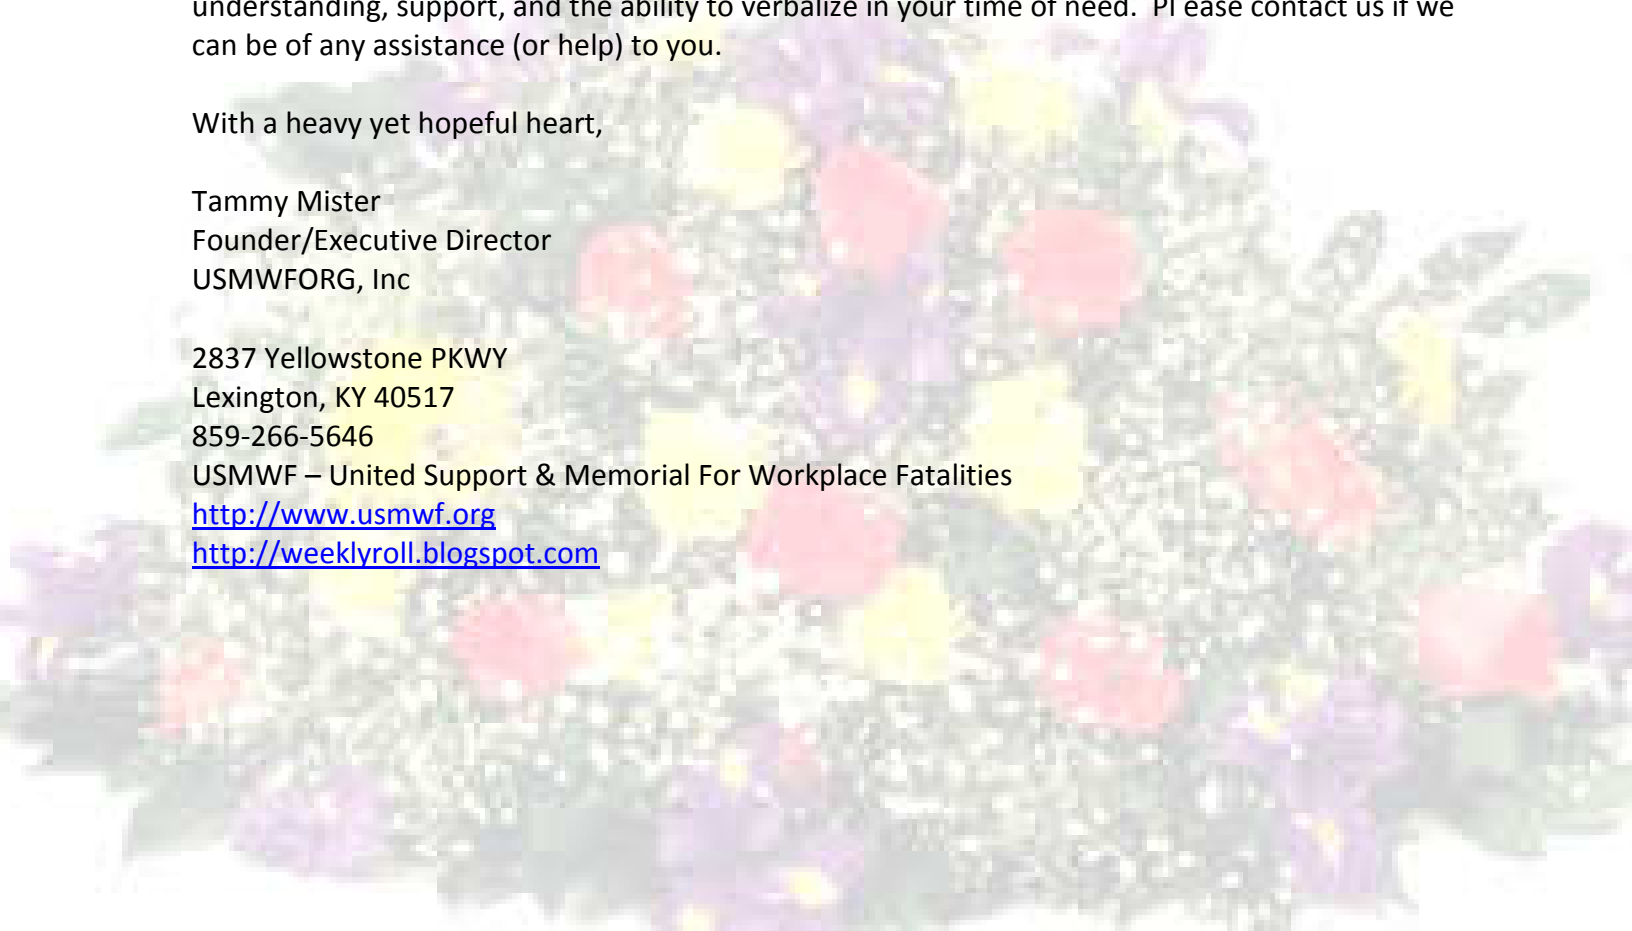 understanding, support, and the ability to verbalize in your time of need.  Pl ease contact us if we
can be of any assistance (or help) to you.
With a heavy yet hopeful heart,
Tammy Mister
Founder/Executive Director
USMWFORG, Inc
2837 Yellowstone PKWY
Lexington, KY 40517
859-266-5646
USMWF – United Support & Memorial For Workplace Fatalities
http://www.usmwf.org
http://weeklyroll.blogspot.com